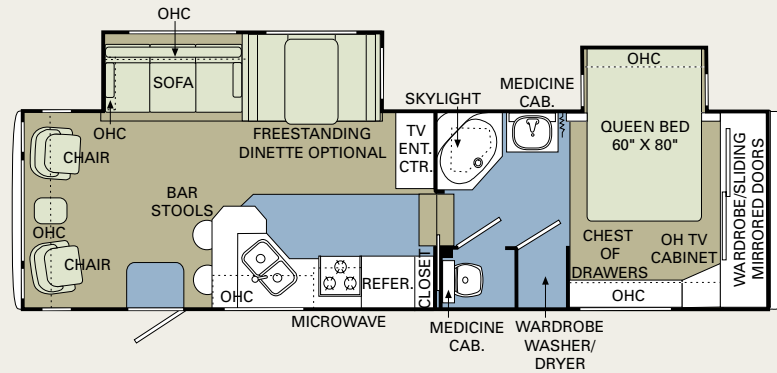 OHC
SOFA
OHC
FREESTANDING
DINETTE OPTIONAL
CHAIR
OHC
CHAIR
BAR
STOOLS
TV
ENT.
CTR.
SKYLIGHT
MEDICINE
CAB.
OHC
QUEEN BED
60" X 80"
WARDROBE/SLIDING
MIRRORED DOORS
CHEST
OF
DRAWERS
OH TV
CABINET
OHC
OHC
REFER.
CLOSET
MICROWAVE
MEDICINE
CAB.
WARDROBE
WASHER/
DRYER